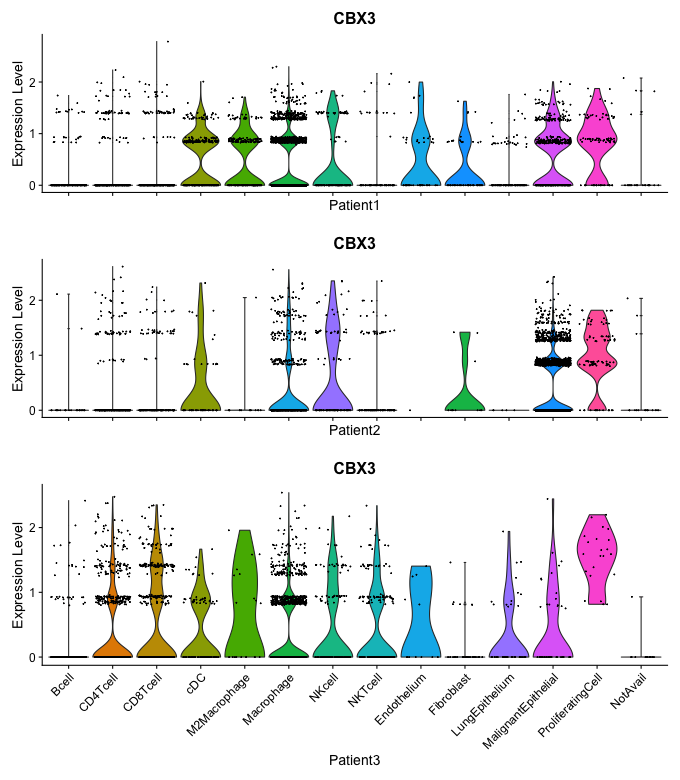 CBX3
Expression Level
2
1
0
Patient1
CBX3
Expression Level
2
1
0
Patient2
CBX3
Expression Level
2
1
0
Bcell
CD4Tcell
CD8Tcell
cDC
M2Macrophage
Macrophage
NKcell
NKTcell
Endothelium
Fibroblast
LungEpithelium
MalignantEpithelial
ProliferatingCell
NotAvail
Patient3